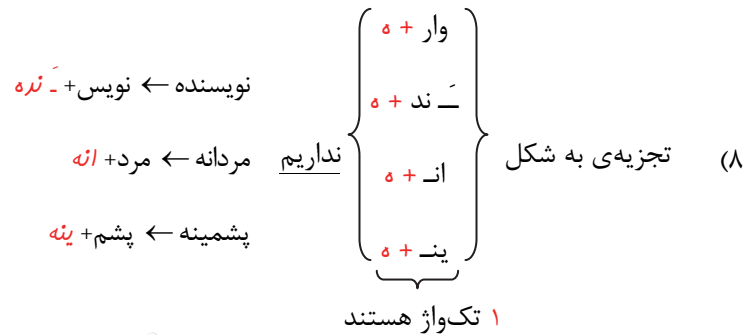 وار + ه
نویسنده ← نویس+ ـَ نده
ـَـ ند + ه
۸) تجزیه‌ی به شکل
نداریم
مردانه ← مرد+ انه
انـ + ه
پشمینه ← پشم+ ینه
ینـ + ه
۱ تک‌واژ هستند